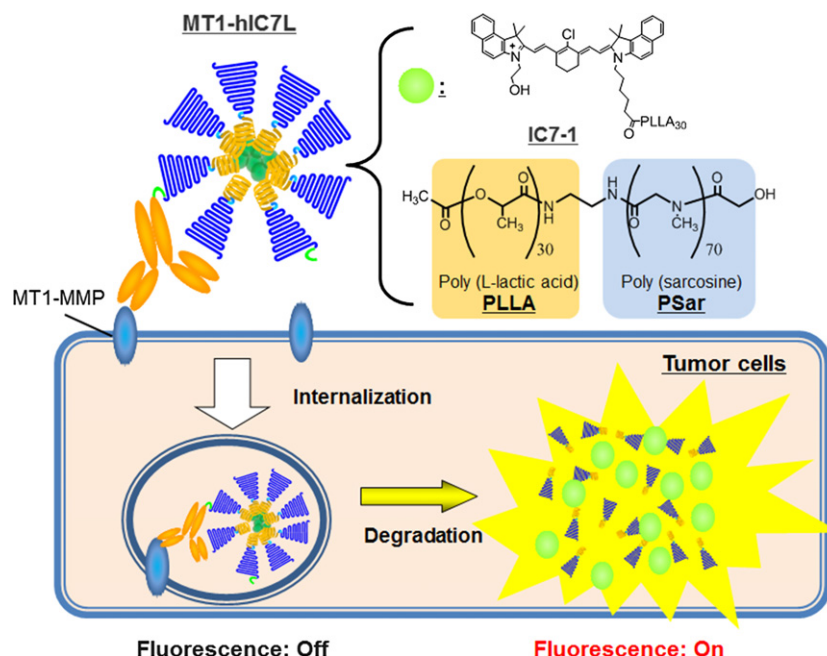 MT1-hIC7L
:
Cl
N+
N
OH
O
PLLA30
IC7-1
H3C
O
O
O
CH3
30
H
N
H
N
O
N
CH3
70
O
OH
Poly (L-lactic acid)
PLLA
Poly (sarcosine)
PSar
MT1-MMP
Tumor cells
Internalization
Degradation
Fluorescence: Off
Fluorescence: On